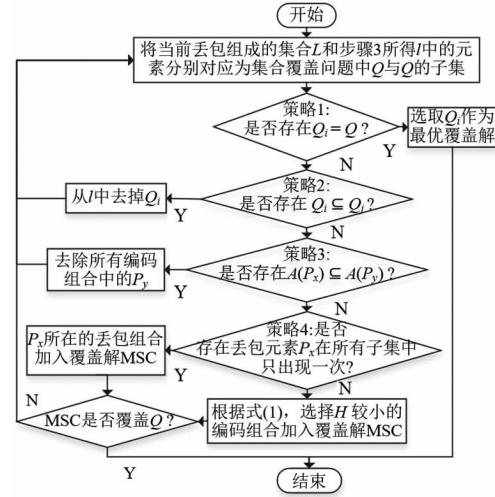 开始
将当前丢包组成的集合L和步骤3所得l中的元
素分别对应为集合覆盖问题中Q与Q的子集
策略1:
是否存在Qᵢ=Q?
Y
选取Qᵢ作为
最优覆盖解
N
策略2:
是否存在 Qᵢ⊆Qⱼ?
Y
从l中去掉Qᵢ
N
策略3:
是否存在A(Pₓ)⊆A(Pᵧ)?
Y
去除所有编码
组合中的Pᵧ
N
策略4:是否
存在丢包元素Pₓ在所有子集中
只出现一次?
Y
Pₓ所在的丢包组合
加入覆盖解MSC
N
根据式(1),选择H较小的
编码组合加入覆盖解MSC
N
MSC是否覆盖Q?
Y
结束